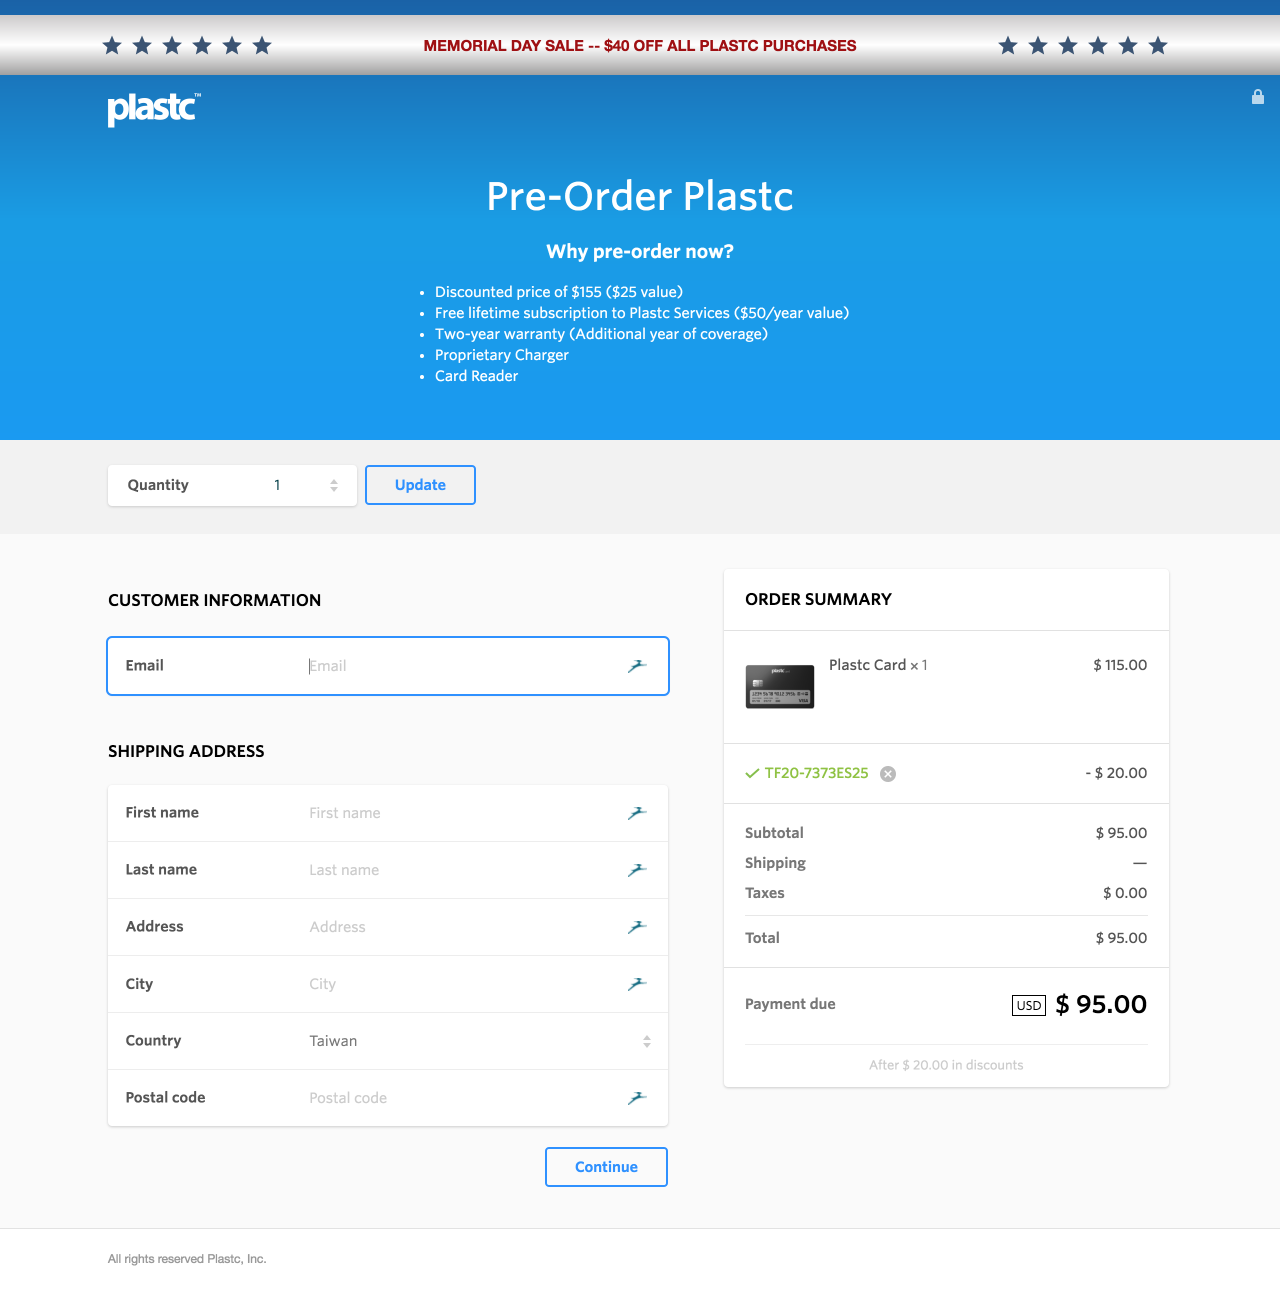 MEMORIAL DAY SALE -- $40 OFF ALL PLASTC PURCHASES
plastc™
Pre-Order Plastc
Why pre-order now?
• Discounted price of $155 ($25 value)
• Free lifetime subscription to Plastc Services ($50/year value)
• Two-year warranty (Additional year of coverage)
• Proprietary Charger
• Card Reader
Quantity 1 Update
CUSTOMER INFORMATION
Email Email
SHIPPING ADDRESS
First name First name
Last name Last name
Address Address
City City
Country Taiwan
Postal code Postal code
Continue
ORDER SUMMARY
plastc
VISA
Plastc Card × 1 $ 115.00
TF20-7373ES25 - $ 20.00
Subtotal $ 95.00
Shipping —
Taxes $ 0.00
Total $ 95.00
Payment due USD $ 95.00
After $ 20.00 in discounts
All rights reserved Plastc, Inc.